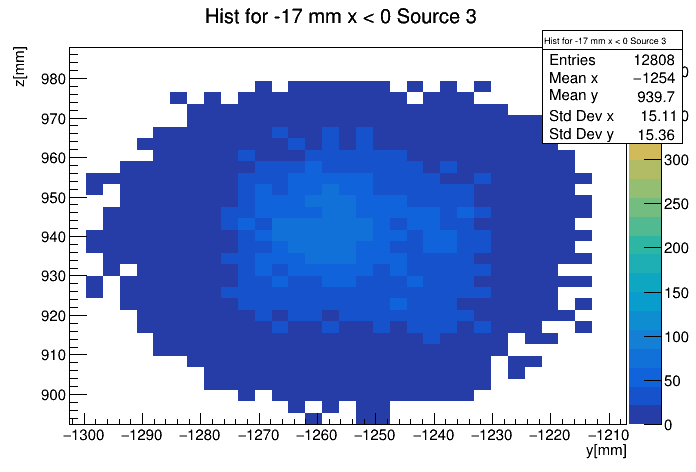 Hist for -17 mm x < 0 Source 3
z[mm]
Hist for -17 mm x < 0 Source 3
Entries 12808
Mean x −1254
Mean y 939.7
Std Dev x 15.11
Std Dev y 15.36
980
970
960
950
940
930
920
910
900
0
0
300
250
200
150
100
50
0
−1300 −1290 −1280 −1270 −1260 −1250 −1240 −1230 −1220 −1210
y[mm]